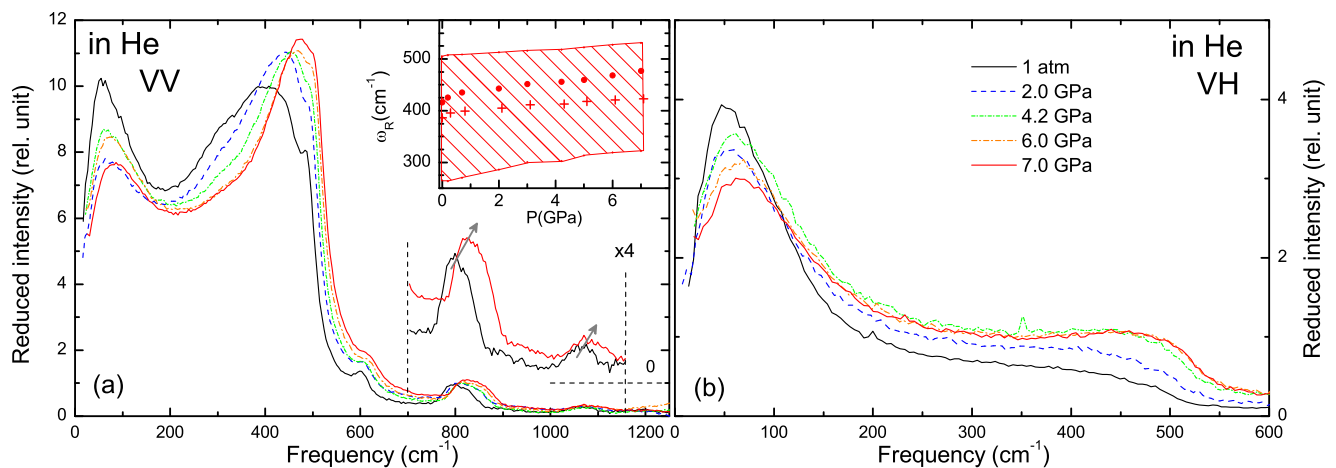 in He
VV
12
10
8
6
4
2
0
Reduced intensity (rel. unit)
0 200 400 600 800 1000 1200
Frequency (cm⁻¹)
(a)
500
400
300
ωR(cm⁻¹)
0 2 4 6
P(GPa)
x4
0
in He
VH
1 atm
2.0 GPa
4.2 GPa
6.0 GPa
7.0 GPa
4
2
0
Reduced intensity (rel. unit)
(b)
0 100 200 300 400 500 600
Frequency (cm⁻¹)